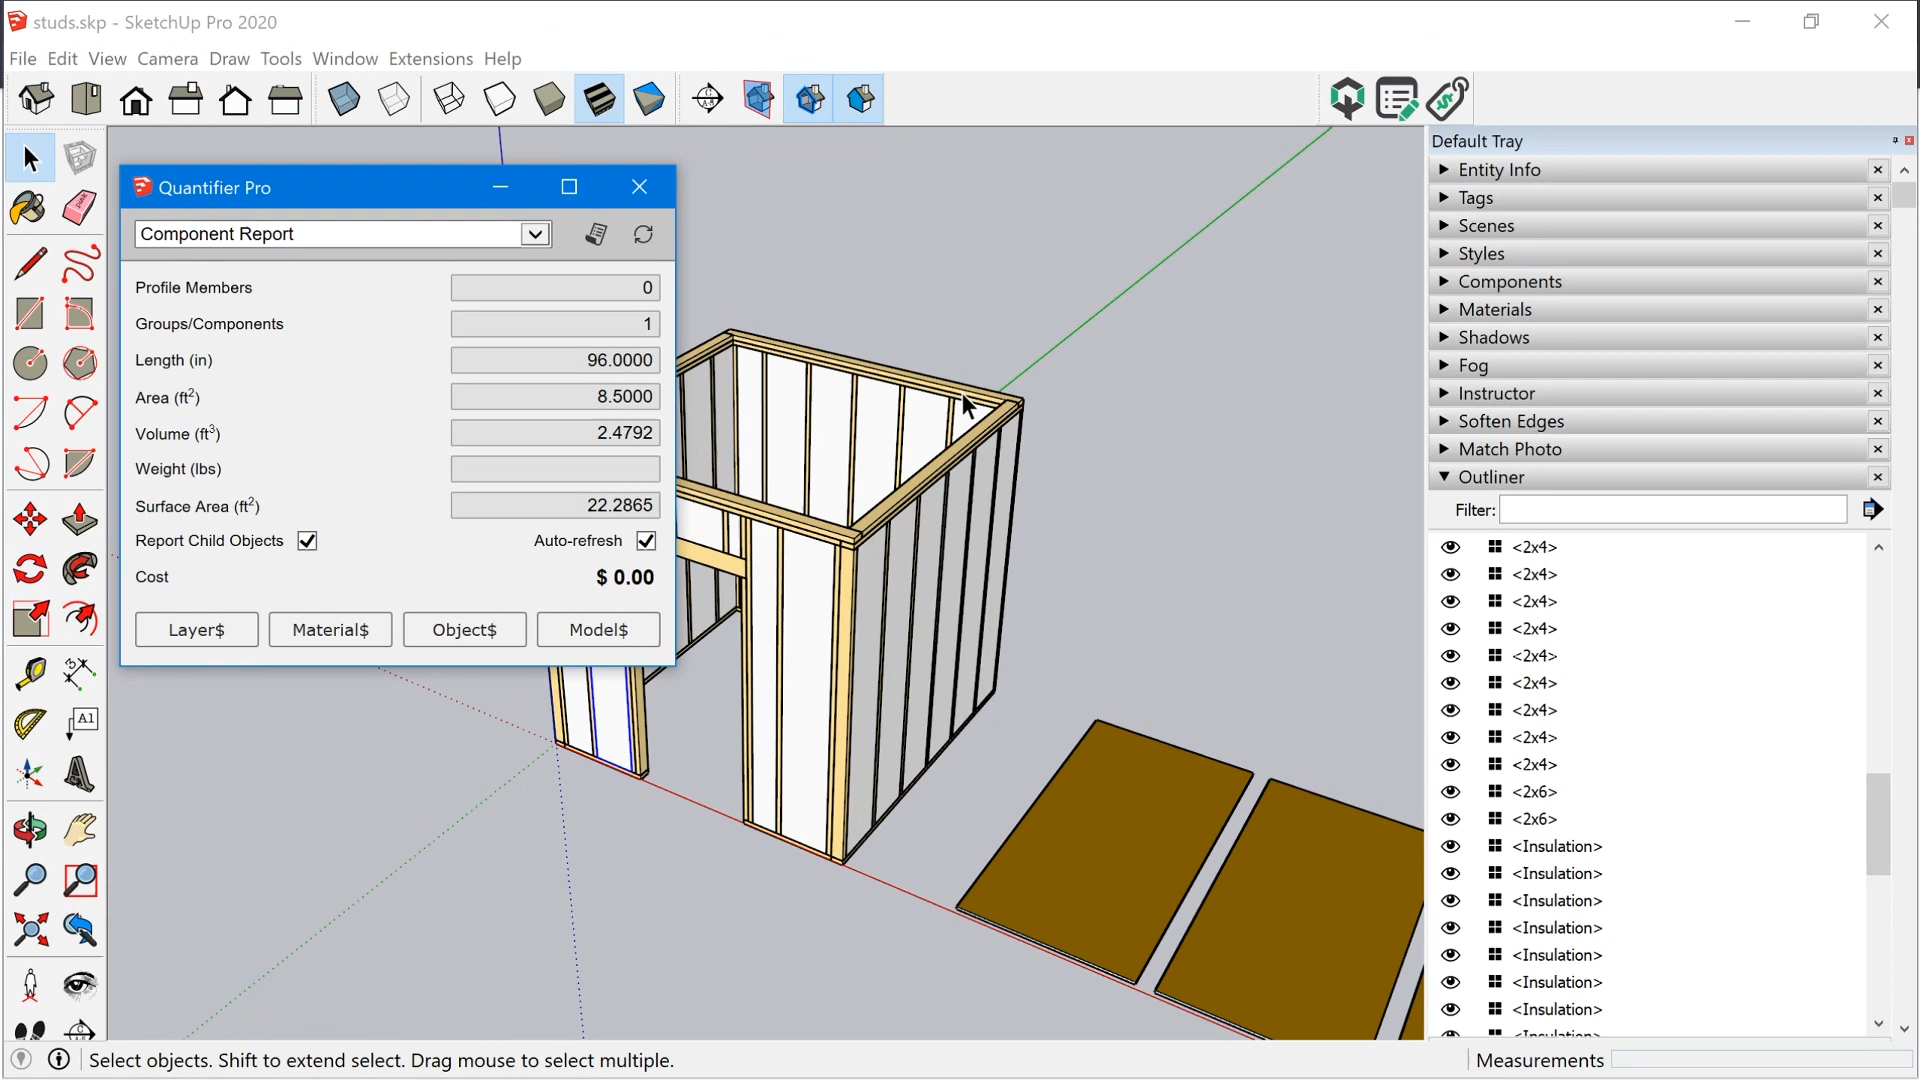 studs.skp - SketchUp Pro 2020
File Edit View Camera Draw Tools Window Extensions Help
Default Tray
Entity Info
Tags
Scenes
Styles
Components
Materials
Shadows
Fog
Instructor
Soften Edges
Match Photo
Outliner
Filter:
<2x4>
<2x4>
<2x4>
<2x4>
<2x4>
<2x4>
<2x4>
<2x4>
<2x4>
<2x6>
<2x6>
<Insulation>
<Insulation>
<Insulation>
<Insulation>
<Insulation>
<Insulation>
<Insulation>
<Insulation>
Quantifier Pro
Component Report
Profile Members 0
Groups/Components 1
Length (in) 96.0000
Area (ft2) 8.5000
Volume (ft3) 2.4792
Weight (lbs)
Surface Area (ft2) 22.2865
Report Child Objects Auto-refresh
Cost $ 0.00
Layer$ Material$ Object$ Model$
A1
Select objects. Shift to extend select. Drag mouse to select multiple.
Measurements